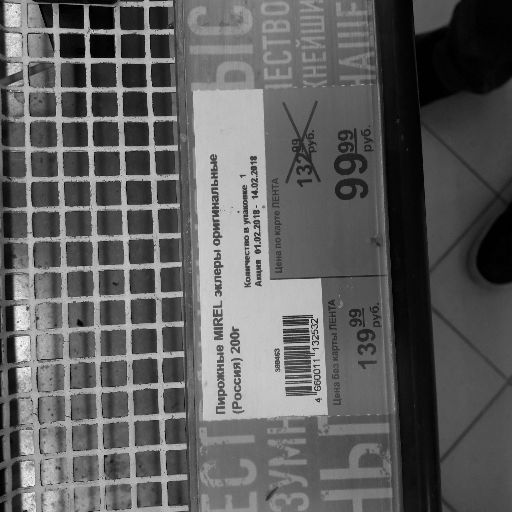 Пирожные MIREL эклеры оригинальные
(Россия) 200г
Количество в упаковке 1
Акция 01.02.2018 - 14.02.2018
388463
4 660011 132532
Цена по карте ЛЕНТА
132 99
руб.
99 99
руб.
Цена без карты ЛЕНТА
139 99
руб.